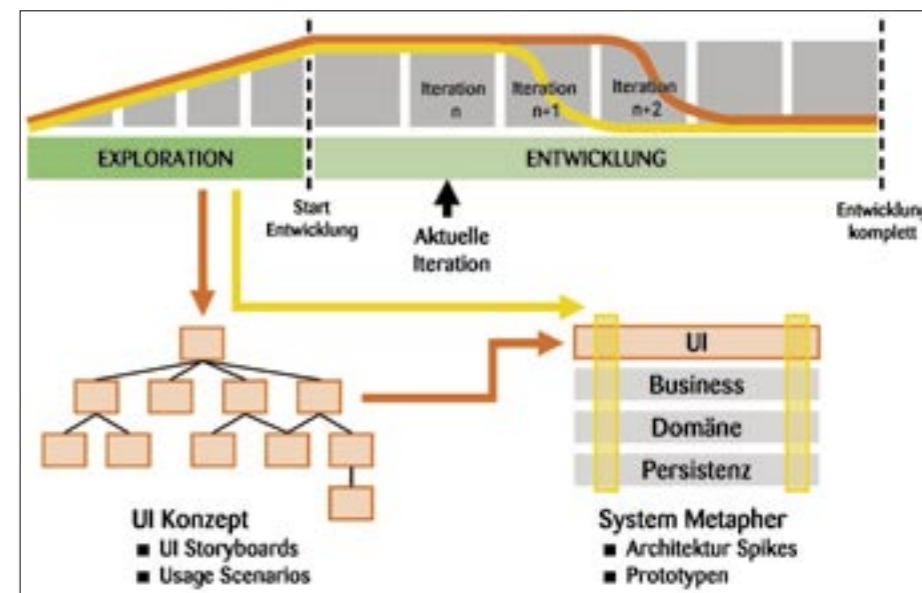 Iteration
n
Iteration
n+1
Iteration
n+2
EXPLORATION
ENTWICKLUNG
Start
Entwicklung
Aktuelle
Iteration
Entwicklung
komplett
UI
Business
Domäne
Persistenz
UI Konzept
■ UI Storyboards
■ Usage Scenarios
System Metapher
■ Architektur Spikes
■ Prototypen